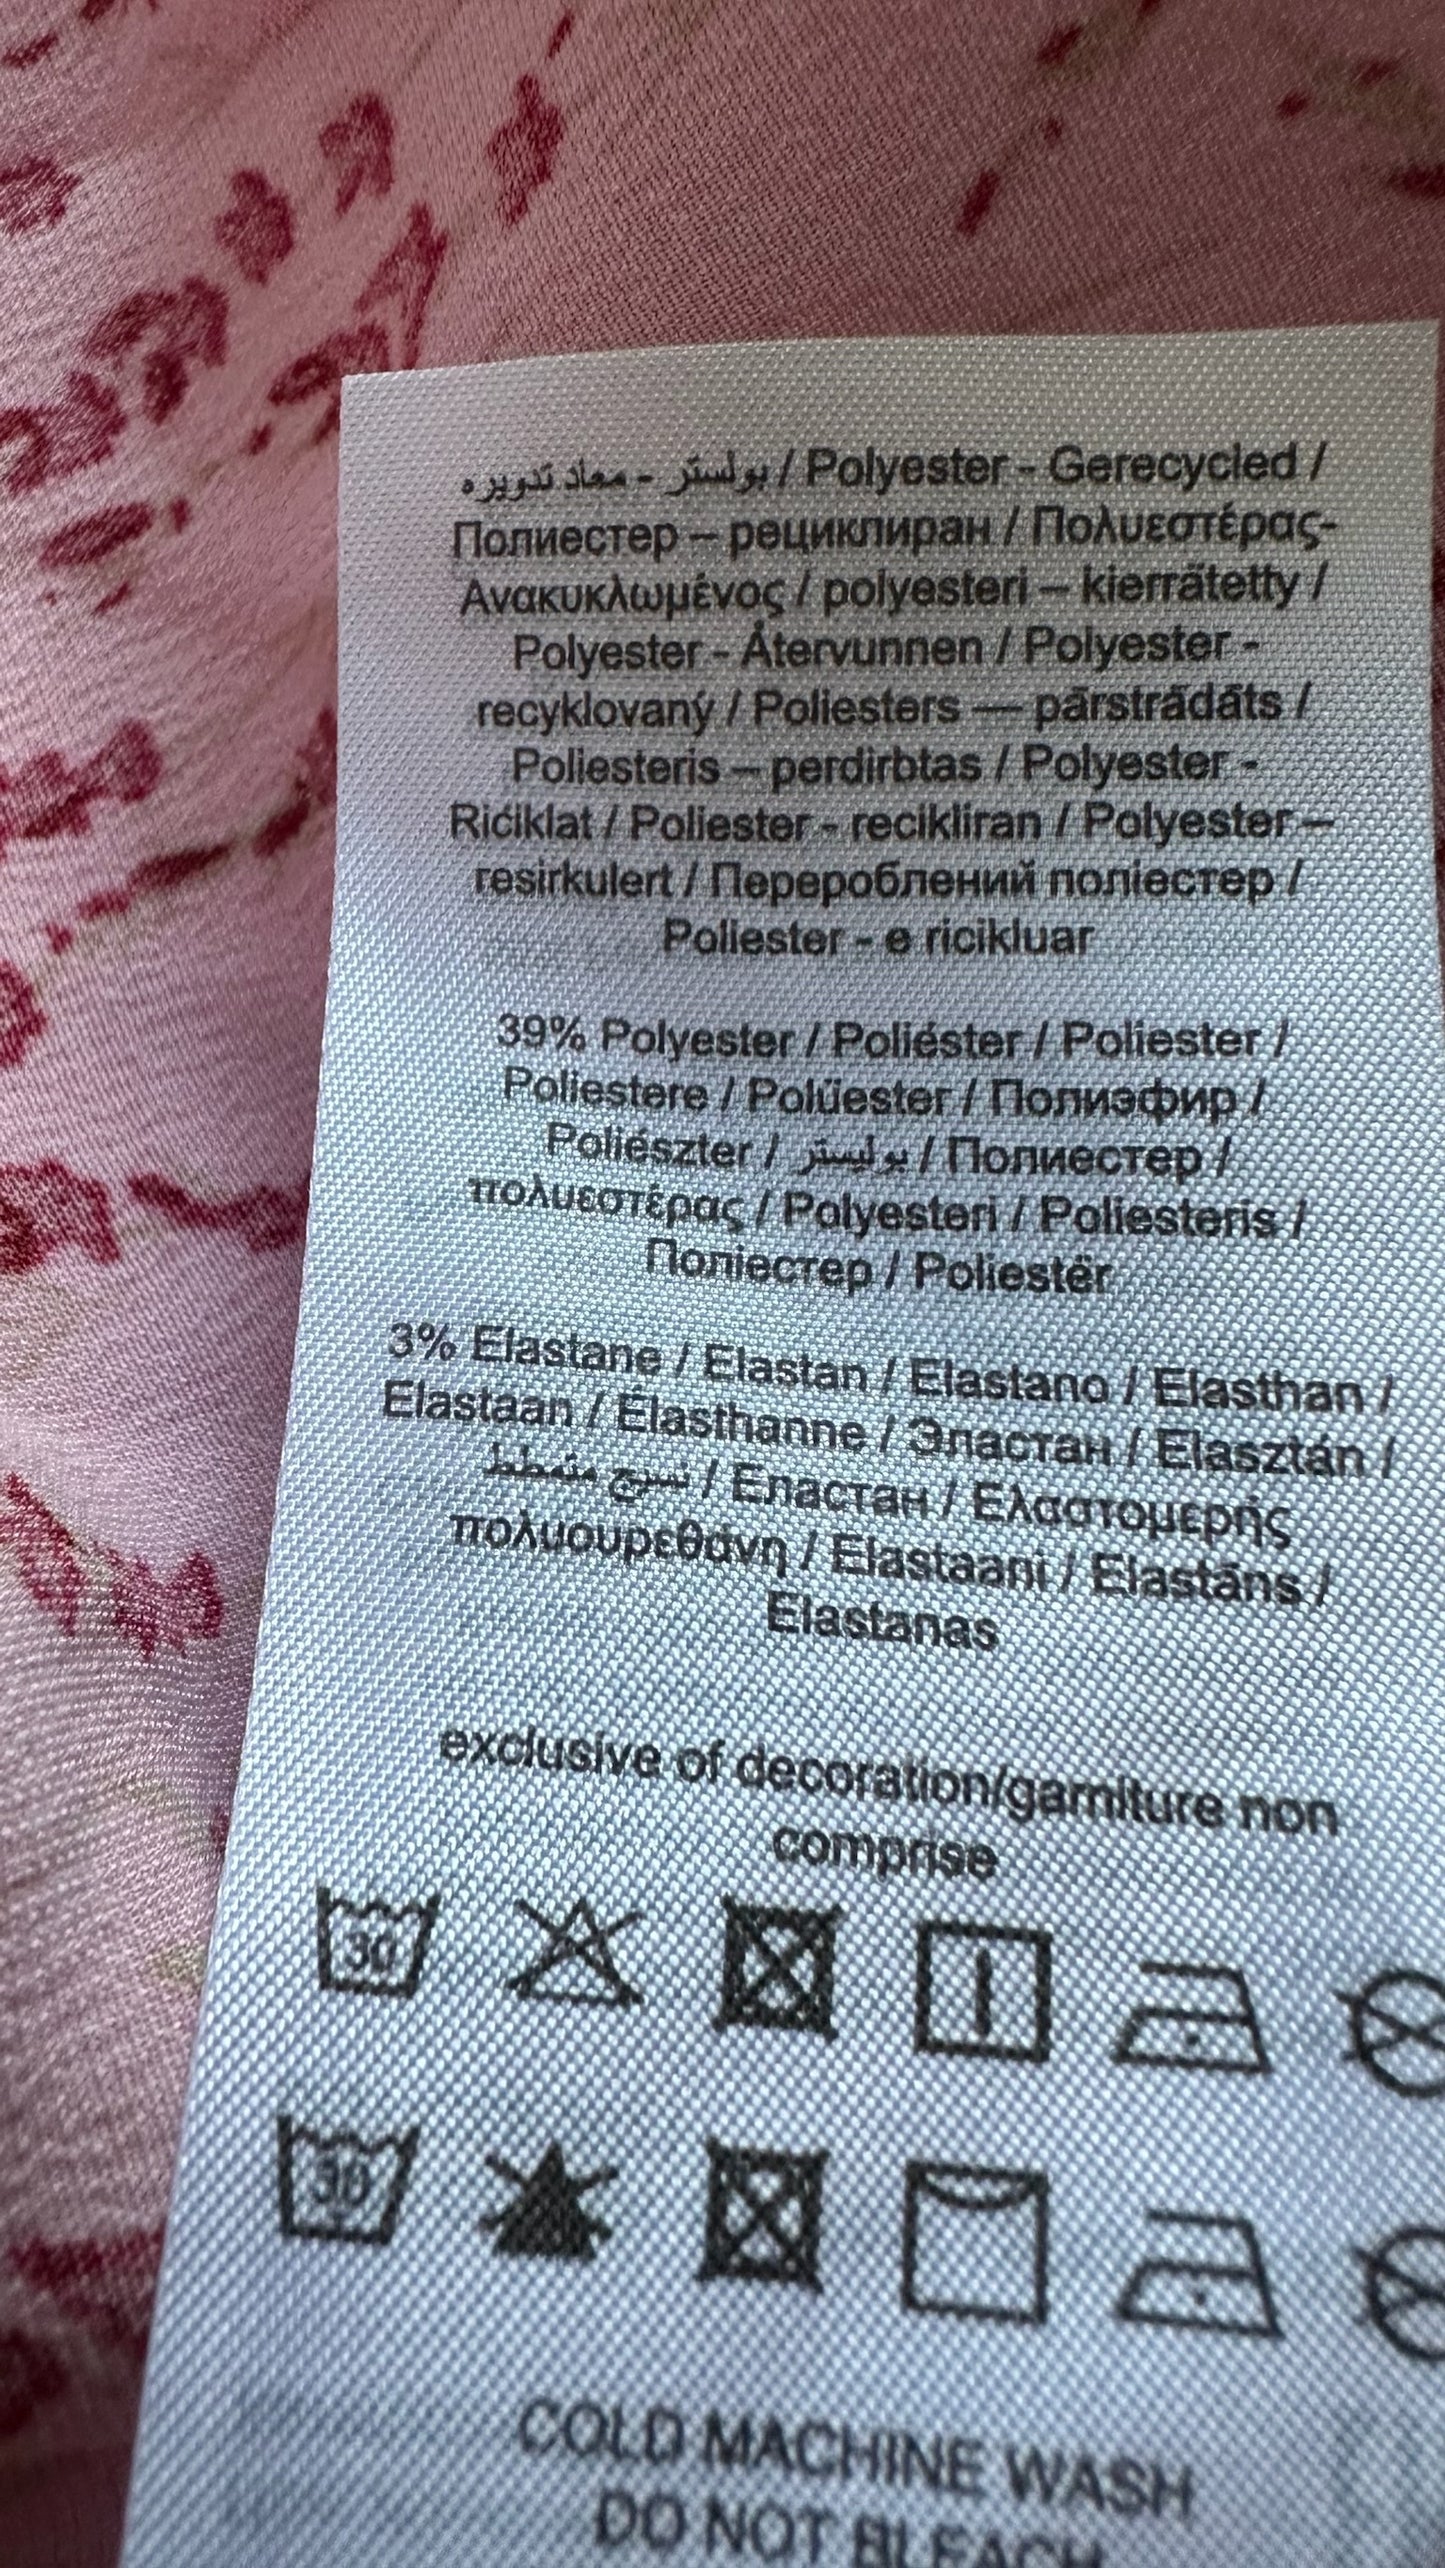 بولستر - معاد تدويره / Polyester - Gerecycled /
Полиестер – рециклиран / Πολυεστέρας-
Ανακυκλωμένος / polyesteri – kierrätetty /
Polyester - Återvunnen / Polyester -
recyklovaný / Poliesters — pārstrādāts /
Poliesteris – perdirbtas / Polyester -
Riċiklat / Poliester - recikliran / Polyester –
resirkulert / Перероблений поліестер /
Poliester - e ricikluar
39% Polyester / Poliéster / Poliester /
Poliestere / Polüester / Полиэфир /
Poliészter / بوليستر / Полиестер /
πολυεστέρας / Polyesteri / Poliesteris /
Поліестер / Poliestër
3% Elastane / Elastan / Elastano / Elasthan /
Elastaan / Élasthanne / Эластан / Elasztán /
نسيج متمطط / Еластан / Ελαστομερής
πολυουρεθάνη / Elastaani / Elastāns /
Elastanas
exclusive of decoration/garniture non
comprise
30
30
COLD MACHINE WASH
DO NOT BLEACH